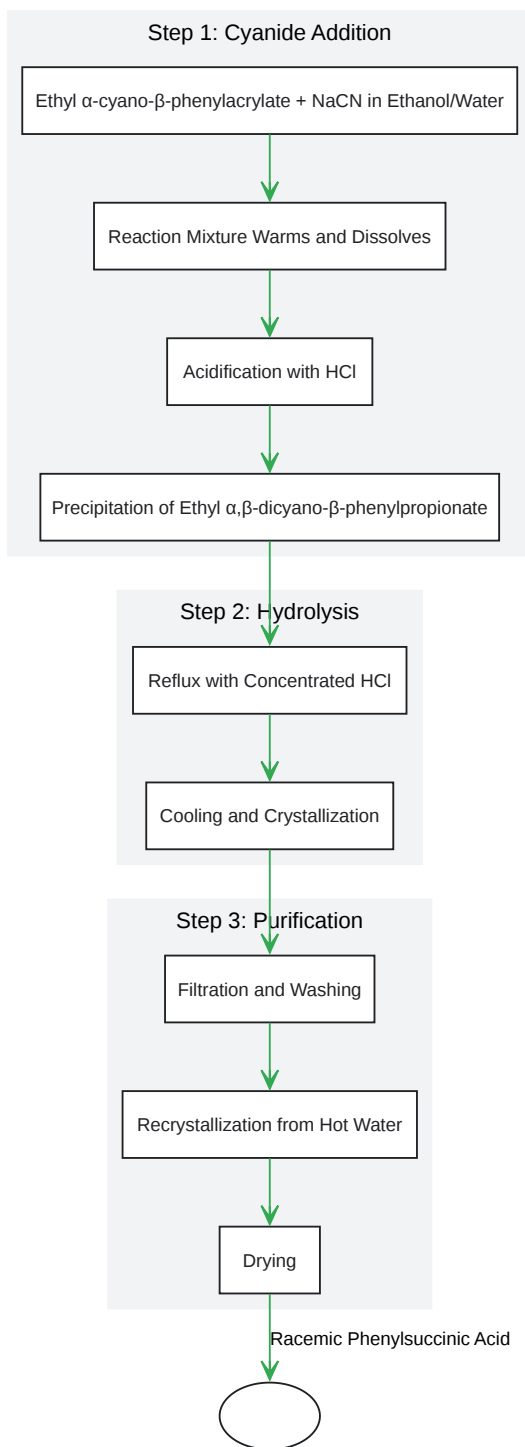 Step 1: Cyanide Addition
Ethyl α-cyano-β-phenylacrylate + NaCN in Ethanol/Water
Reaction Mixture Warms and Dissolves
Acidification with HCl
Precipitation of Ethyl α,β-dicyano-β-phenylpropionate
Step 2: Hydrolysis
Reflux with Concentrated HCl
Cooling and Crystallization
Step 3: Purification
Filtration and Washing
Recrystallization from Hot Water
Drying
Racemic Phenylsuccinic Acid